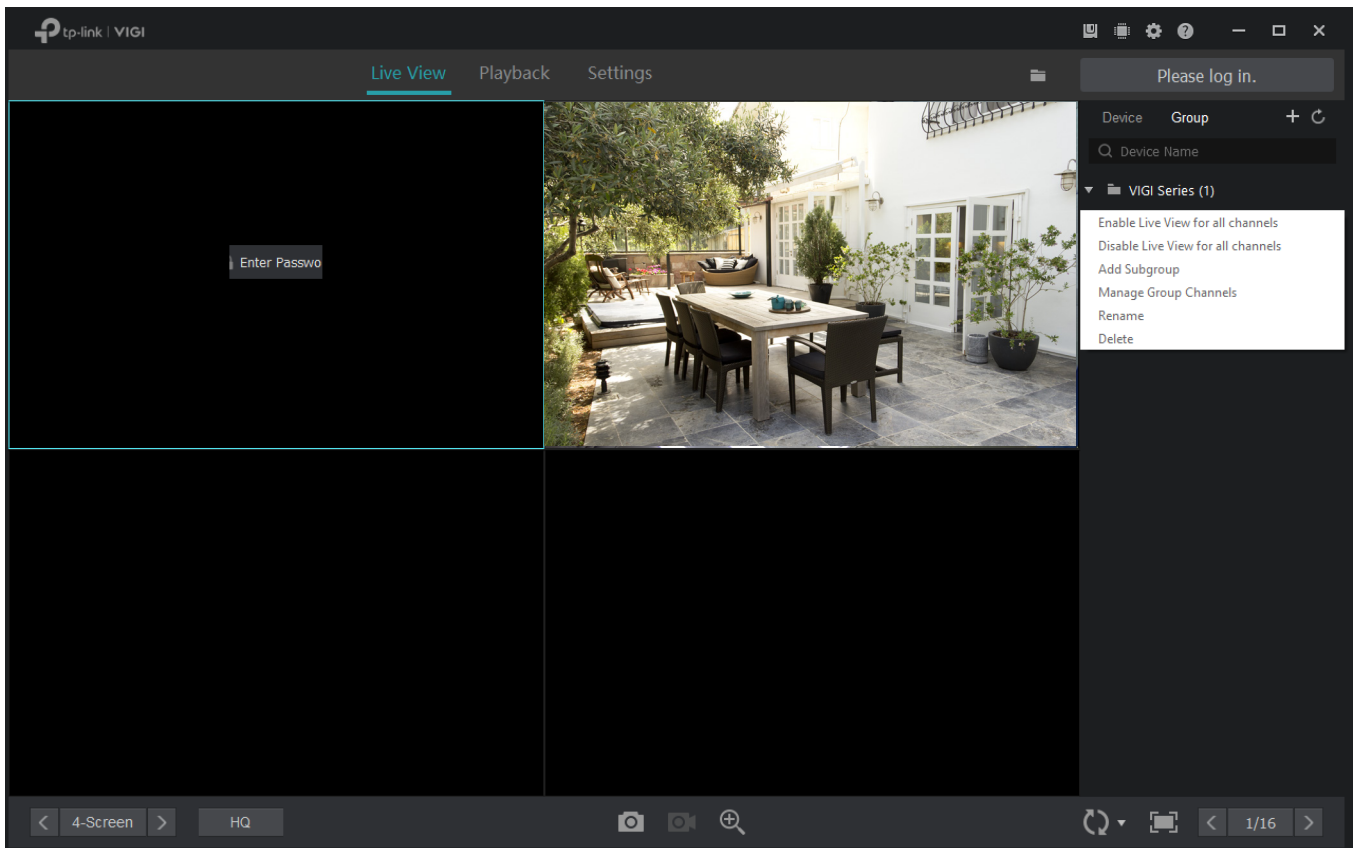 tp-link | VIGI
Live View Playback Settings
Please log in.
Device Group
Device Name
VIGI Series (1)
Enable Live View for all channels
Disable Live View for all channels
Add Subgroup
Manage Group Channels
Rename
Delete
Enter Passwo
4-Screen HQ 1/16